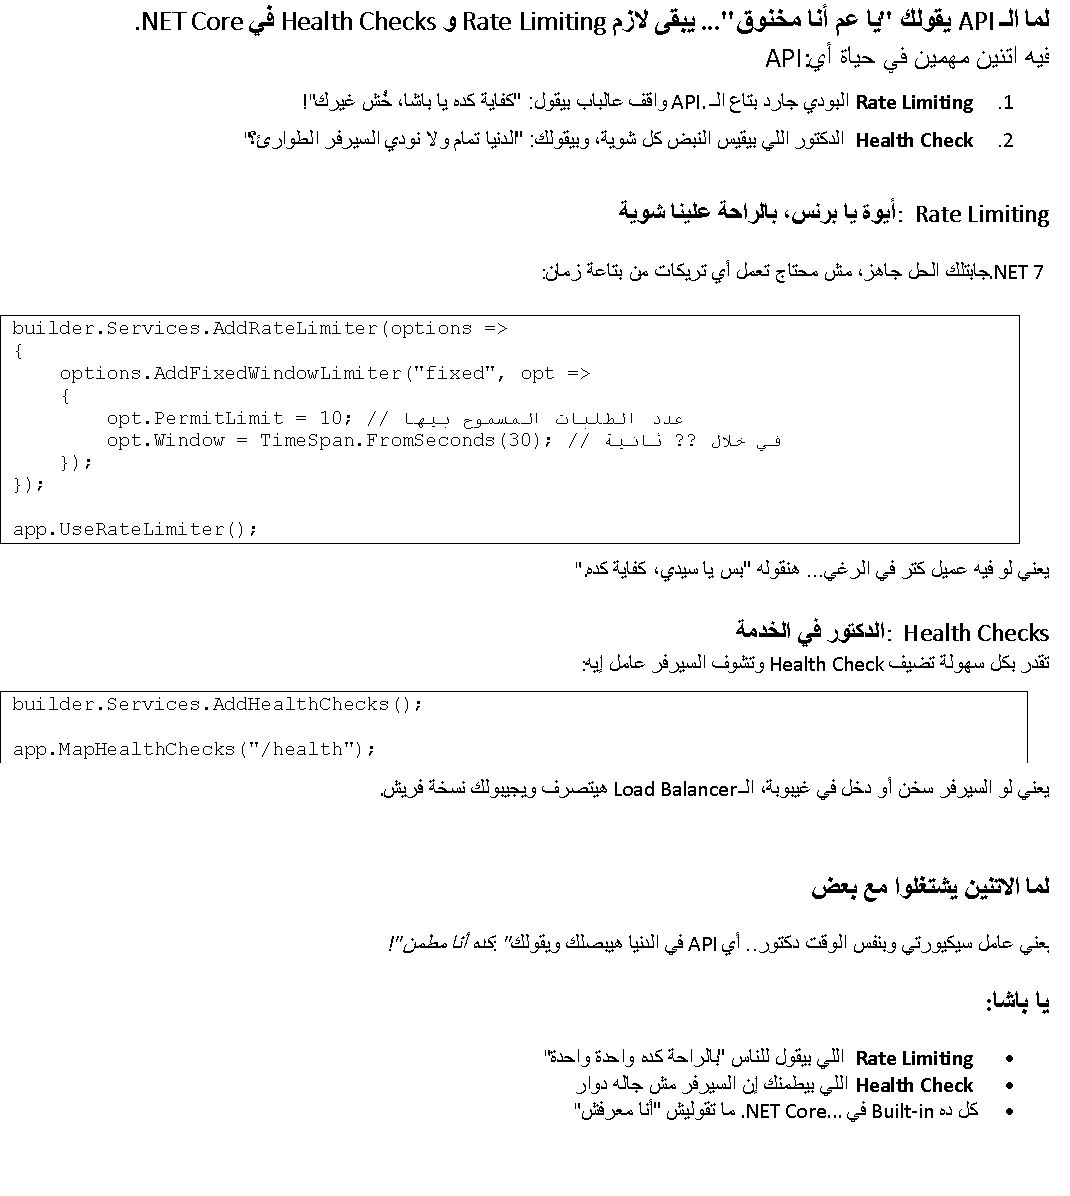 لما الـ API يقولك "يا عم أنا مخنوق"... يبقى لازم Rate Limiting و Health Checks في NET Core.
فيه اتنين مهمين في حياة أي API:
1. Rate Limiting البودي جارد بتاع الـ API. واقف عالباب بيقول: "كفاية كده يا باشا، خُش غيرك"!
2. Health Check الدكتور اللي بيقيس النبض كل شوية، وبيقولك: "الدنيا تمام ولا نودي السيرفر الطوارئ؟"
Rate Limiting :أيوة يا برنس، بالراحة علينا شوية
NET 7.جابتلك الحل جاهز، مش محتاج تعمل أي تريكات من بتاعة زمان:
builder.Services.AddRateLimiter(options =>
{
    options.AddFixedWindowLimiter("fixed", opt =>
    {
        opt.PermitLimit = 10; // عدد الطلبات المسموح بيها
        opt.Window = TimeSpan.FromSeconds(30); // في خلال ?? ثانية
    });
});
app.UseRateLimiter();
يعني لو فيه عميل كتر في الرغي... هنقوله "بس يا سيدي، كفاية كده."
Health Checks :الدكتور في الخدمة
تقدر بكل سهولة تضيف Health Check وتشوف السيرفر عامل إيه:
builder.Services.AddHealthChecks();
app.MapHealthChecks("/health");
يعني لو السيرفر سخن أو دخل في غيبوبة، الـ Load Balancer هيتصرف ويجيبولك نسخة فريش.
لما الاتنين يشتغلوا مع بعض
يعني عامل سيكيورتي وبنفس الوقت دكتور.. أي API في الدنيا هيبصلك ويقولك" :كده أنا مطمن"!
يا باشا:
• Rate Limiting اللي بيقول للناس "بالراحة كده واحدة واحدة"
• Health Check اللي بيطمنك إن السيرفر مش جاله دوار
• كل ده Built-in في NET Core... ما تقوليش "أنا معرفش"